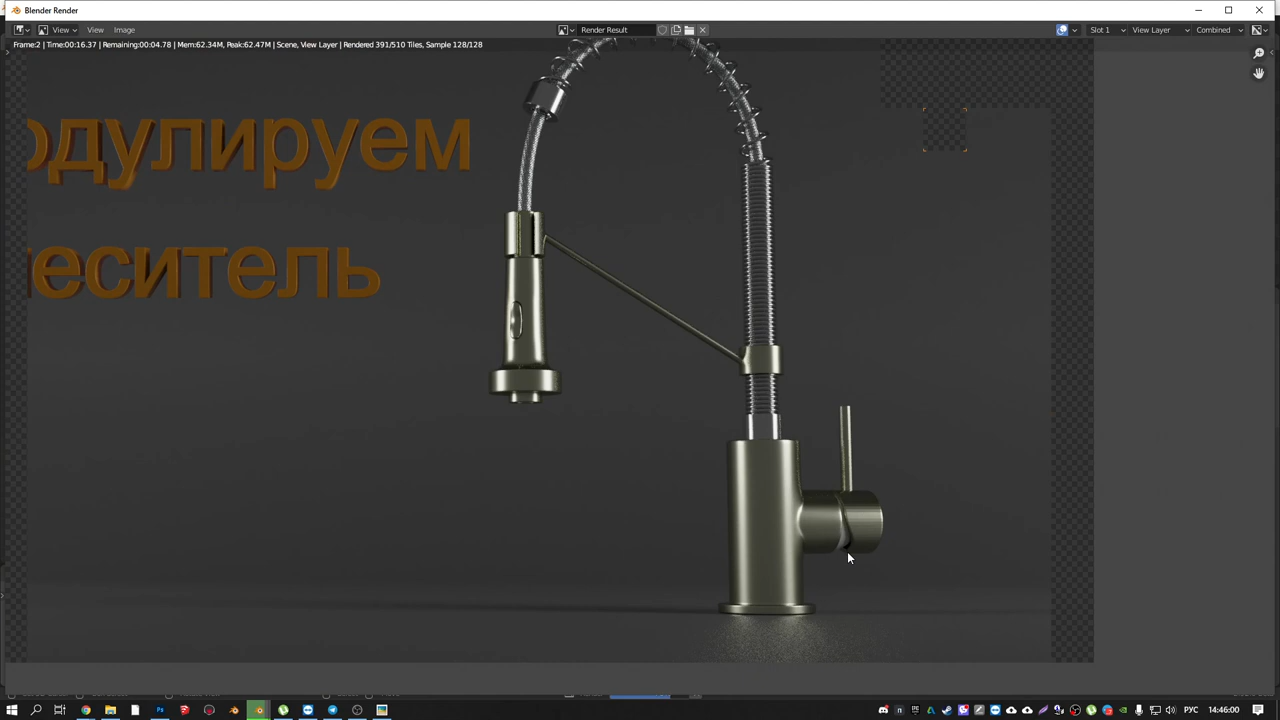 Blender Render
View View Image Render Result Slot 1 View Layer Combined
Frame:2 | Time:00:16.37 | Remaining:00:04.78 | Mem:62.34M, Peak:62.47M | Scene, View Layer | Rendered 391/510 Tiles, Sample 128/128
одулируем
еситель
РУС 14:46:00